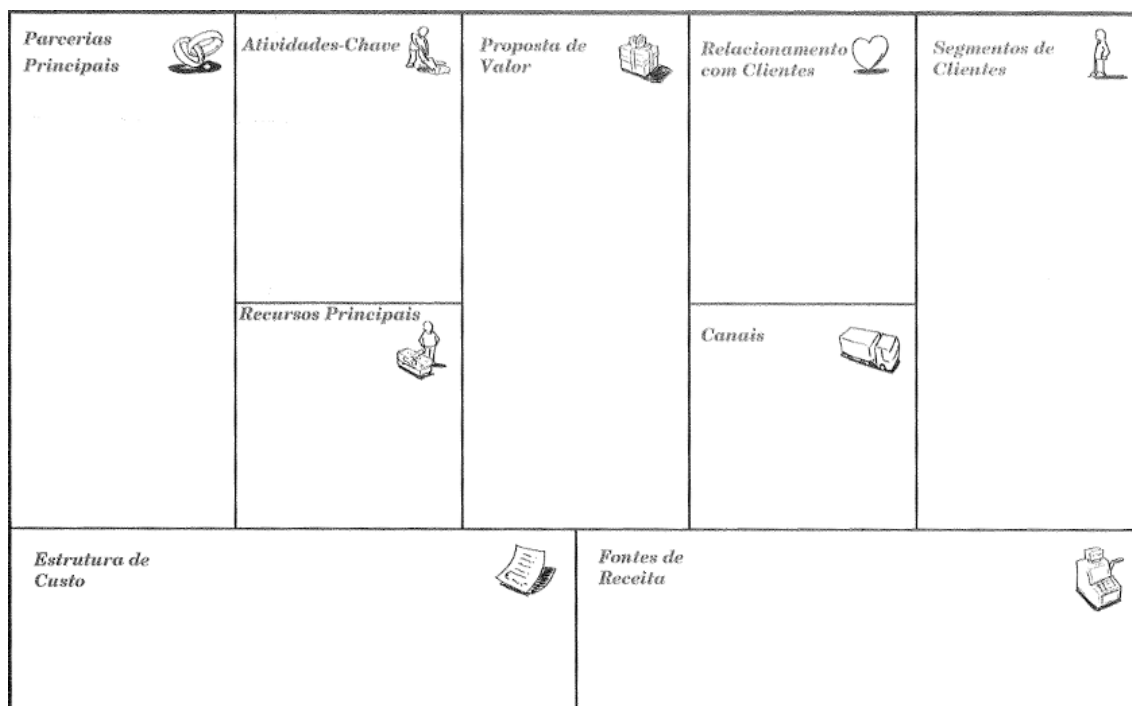 Parcerias
Principais
Atividades-Chave
Proposta de
Valor
Relacionamento
com Clientes
Segmentos de
Clientes
Recursos Principais
Canais
Estrutura de
Custo
Fontes de
Receita